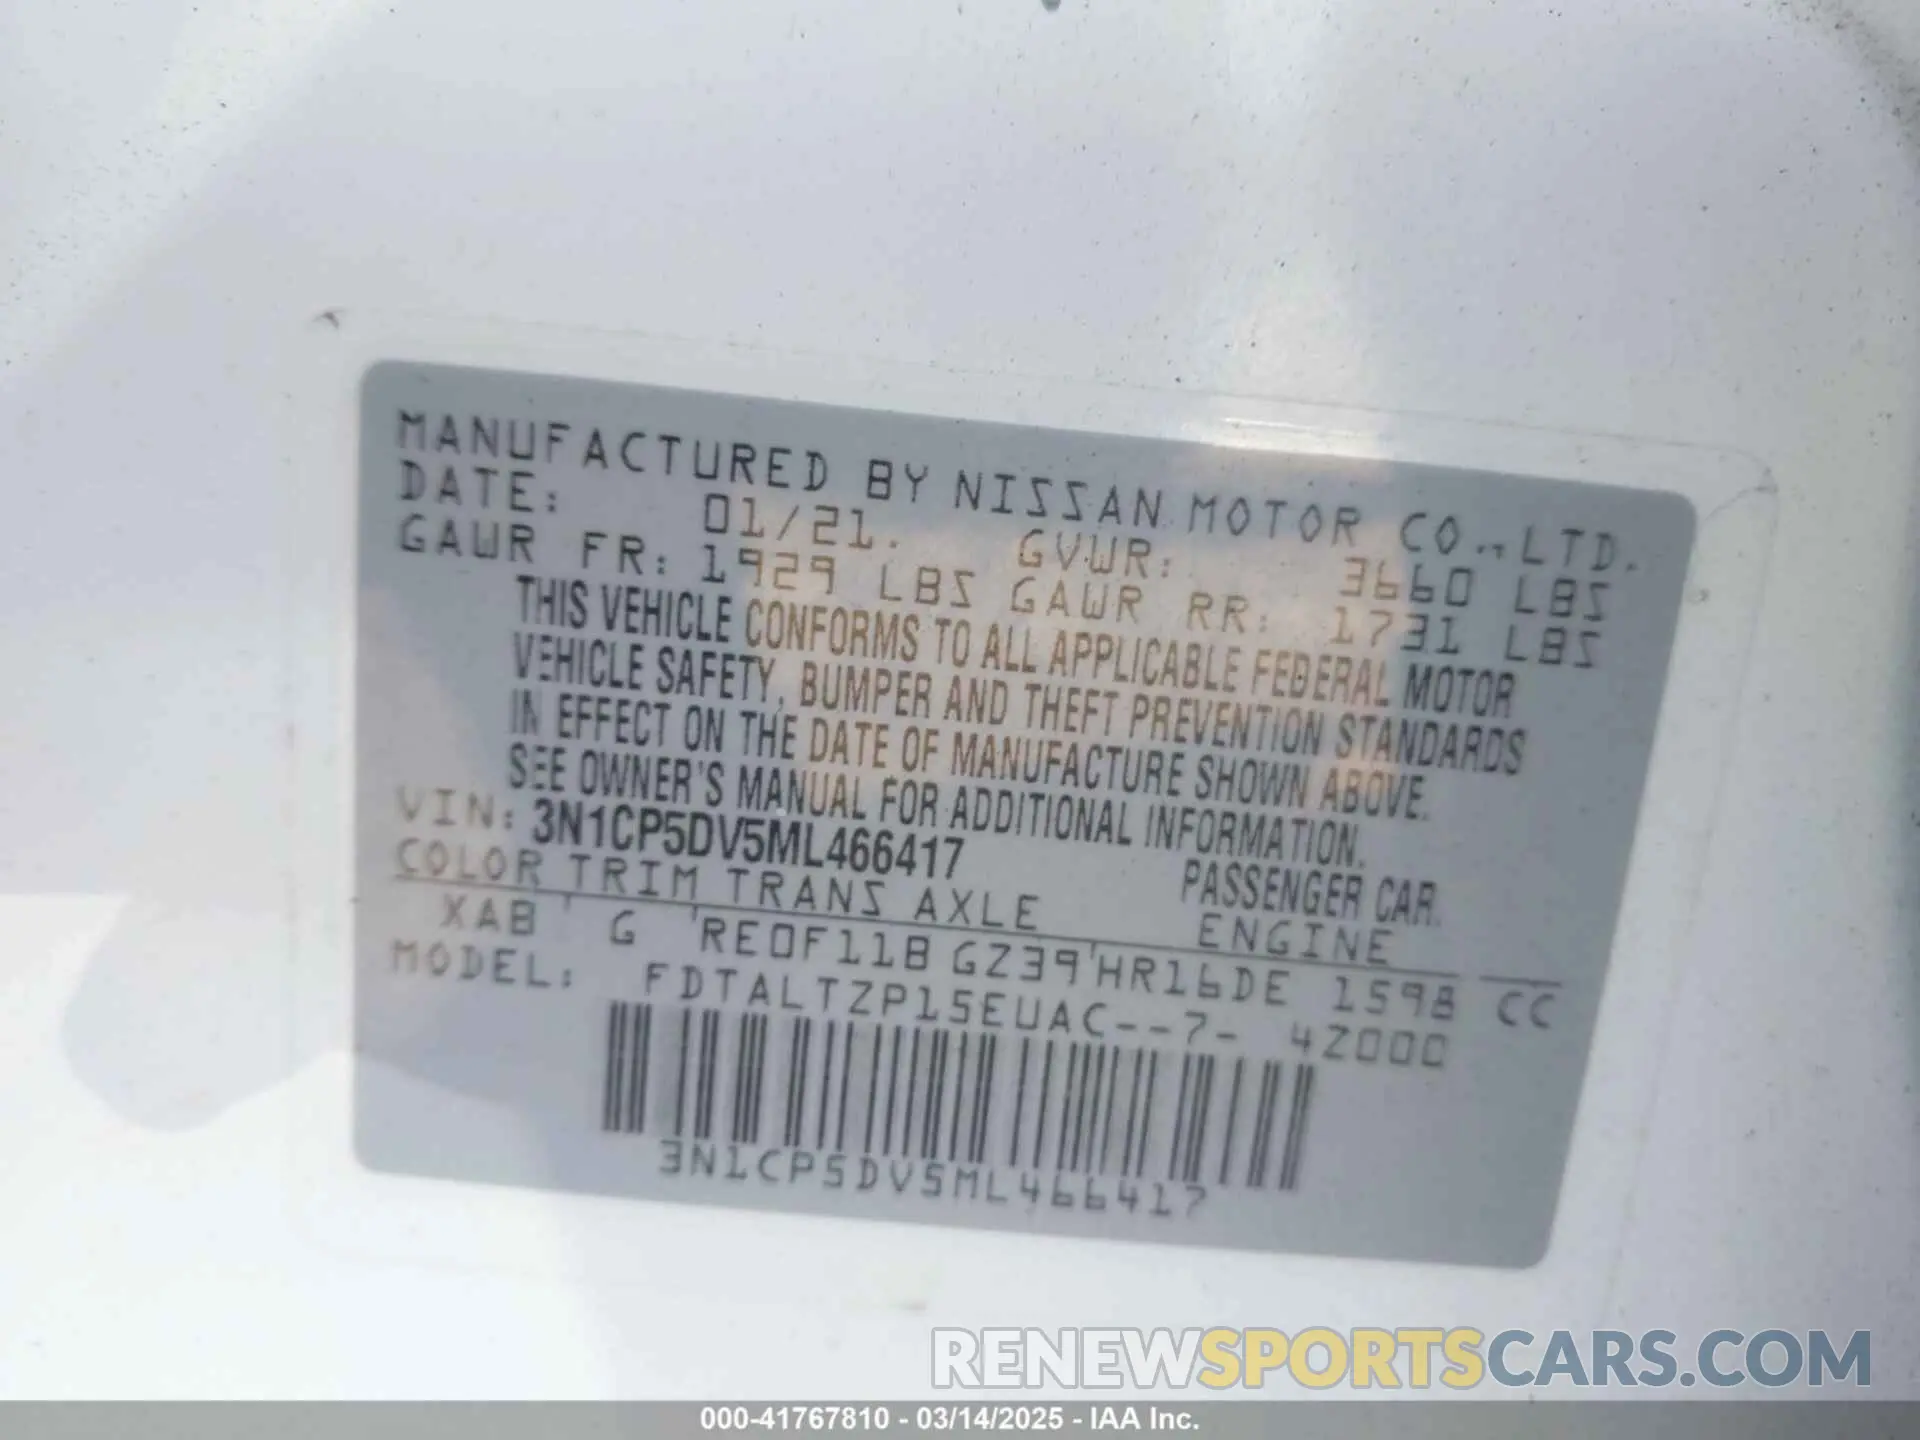 MANUFACTURED BY NISSAN MOTOR CO.,LTD.
DATE: 01/21. GVWR: 3660 LBS
GAWR FR: 1929 LBS GAWR RR: 1731 LBS
THIS VEHICLE CONFORMS TO ALL APPLICABLE FEDERAL MOTOR
VEHICLE SAFETY, BUMPER AND THEFT PREVENTION STANDARDS
IN EFFECT ON THE DATE OF MANUFACTURE SHOWN ABOVE.
SEE OWNER'S MANUAL FOR ADDITIONAL INFORMATION.
VIN: 3N1CP5DV5ML466417 PASSENGER CAR
COLOR TRIM TRANS AXLE ENGINE
XAB G RE0F11B GZ39 HR16DE 1598 CC
MODEL: FDTALTZP15EUAC--7- 4Z00C
3N1CP5DV5ML466417
RENEWSPORTSCARS.COM
000-41767810 - 03/14/2025 - IAA Inc.